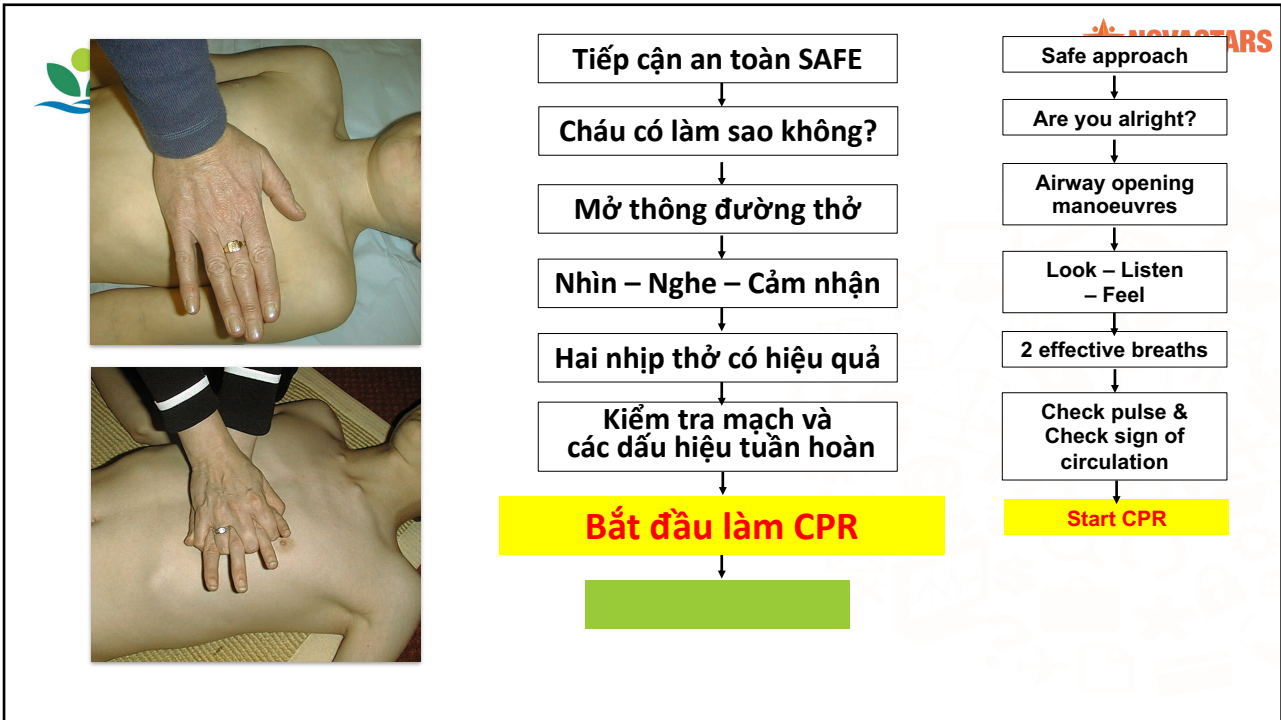 Tiếp cận an toàn SAFE
Cháu có làm sao không?
Mở thông đường thở
Nhìn – Nghe – Cảm nhận
Hai nhịp thở có hiệu quả
Kiểm tra mạch và
các dấu hiệu tuần hoàn
Bắt đầu làm CPR
Safe approach
Are you alright?
Airway opening
manoeuvres
Look – Listen
– Feel
2 effective breaths
Check pulse &
Check sign of
circulation
Start CPR